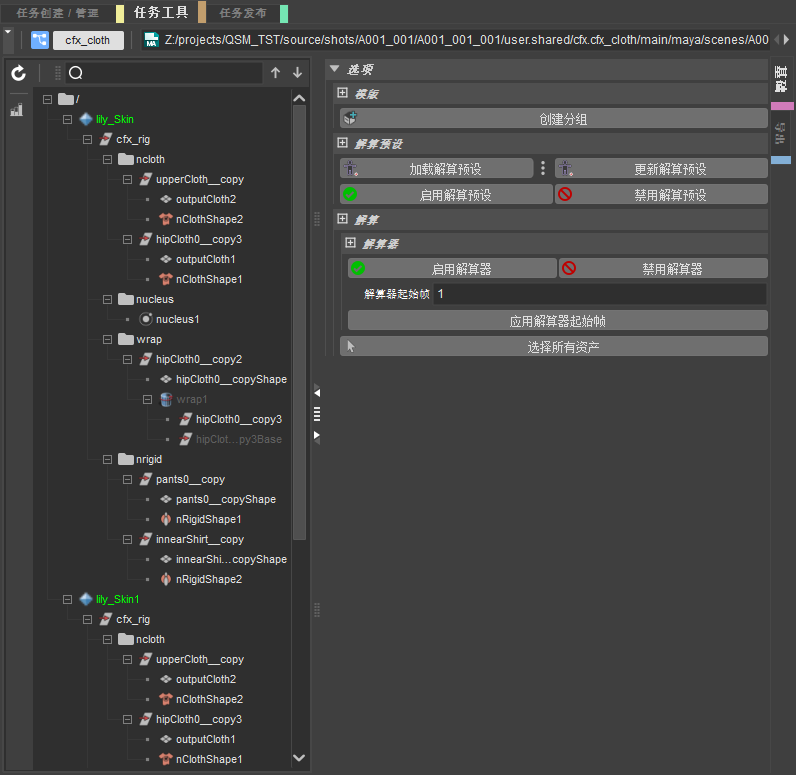 任务创建 / 管理
任务工具
任务发布
cfx_cloth
MA
Z:/projects/QSM_TST/source/shots/A001_001/A001_001_001/user.shared/cfx.cfx_cloth/main/maya/scenes/A00
/
lily_Skin
cfx_rig
ncloth
upperCloth__copy
outputCloth2
nClothShape2
hipCloth0__copy3
outputCloth1
nClothShape1
nucleus
nucleus1
wrap
hipCloth0__copy2
hipCloth0__copyShape
wrap1
hipCloth0__copy3
hipClot...py3Base
nrigid
pants0__copy
pants0__copyShape
nRigidShape1
innearShirt__copy
innearShi...copyShape
nRigidShape2
lily_Skin1
cfx_rig
ncloth
upperCloth__copy
outputCloth2
nClothShape2
hipCloth0__copy3
outputCloth1
nClothShape1
选项
模版
创建分组
解算预设
加载解算预设
更新解算预设
启用解算预设
禁用解算预设
解算
解算器
启用解算器
禁用解算器
解算器起始帧 1
应用解算器起始帧
选择所有资产
基础